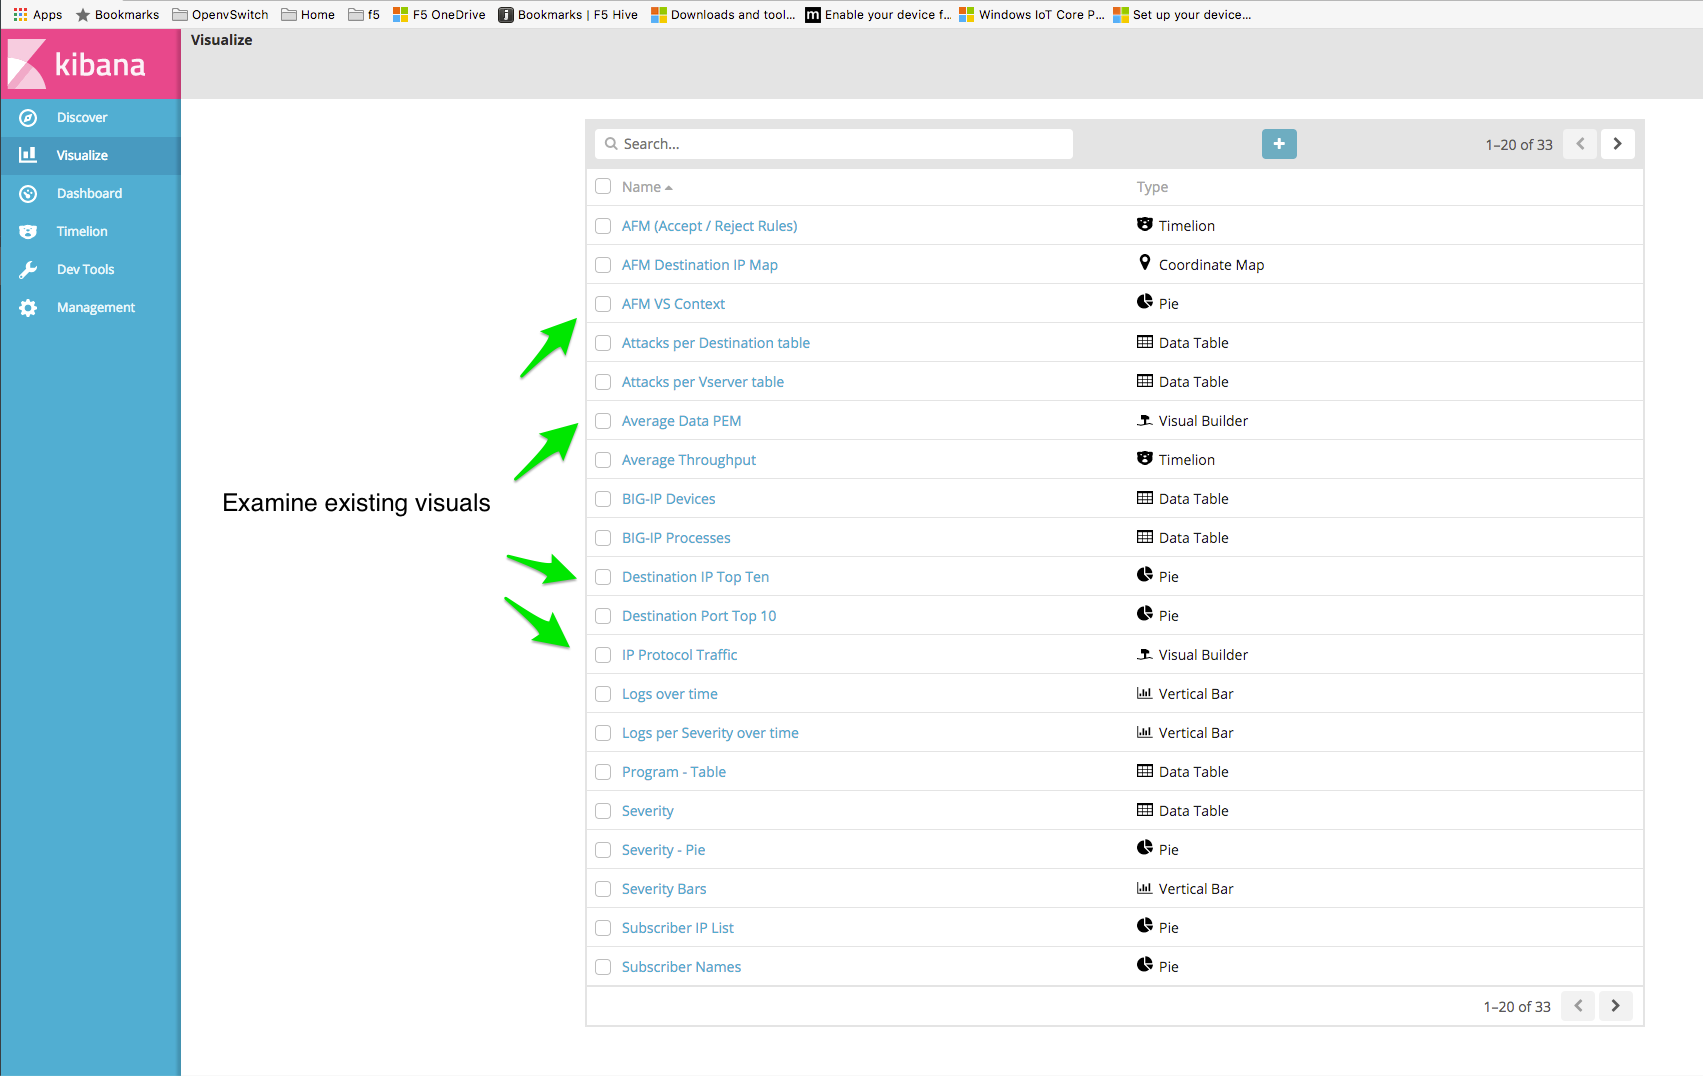 Apps Bookmarks OpenvSwitch Home f5 F5 OneDrive Bookmarks | F5 Hive Downloads and tool... Enable your device f... Windows IoT Core P... Set up your device...
kibana
Visualize
Discover
Visualize
Dashboard
Timelion
Dev Tools
Management
Search...
1–20 of 33
Name Type
AFM (Accept / Reject Rules) Timelion
AFM Destination IP Map Coordinate Map
AFM VS Context Pie
Attacks per Destination table Data Table
Attacks per Vserver table Data Table
Average Data PEM Visual Builder
Average Throughput Timelion
Examine existing visuals
BIG-IP Devices Data Table
BIG-IP Processes Data Table
Destination IP Top Ten Pie
Destination Port Top 10 Pie
IP Protocol Traffic Visual Builder
Logs over time Vertical Bar
Logs per Severity over time Vertical Bar
Program - Table Data Table
Severity Data Table
Severity - Pie Pie
Severity Bars Vertical Bar
Subscriber IP List Pie
Subscriber Names Pie
1–20 of 33